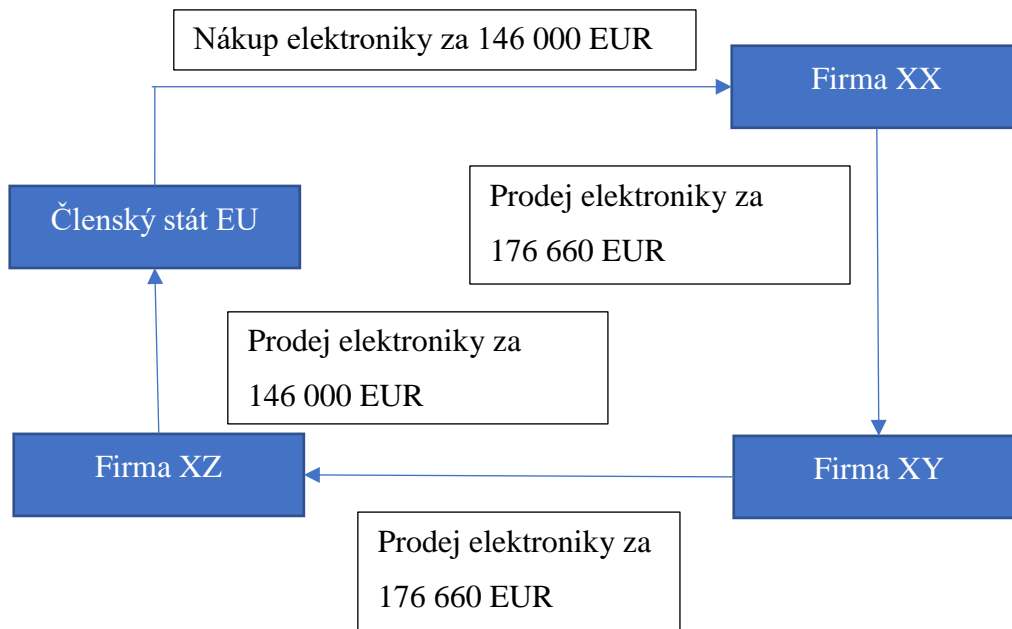 Nákup elektroniky za 146 000 EUR
Firma XX
Členský stát EU
Prodej elektroniky za
176 660 EUR
Prodej elektroniky za
146 000 EUR
Firma XZ
Firma XY
Prodej elektroniky za
176 660 EUR